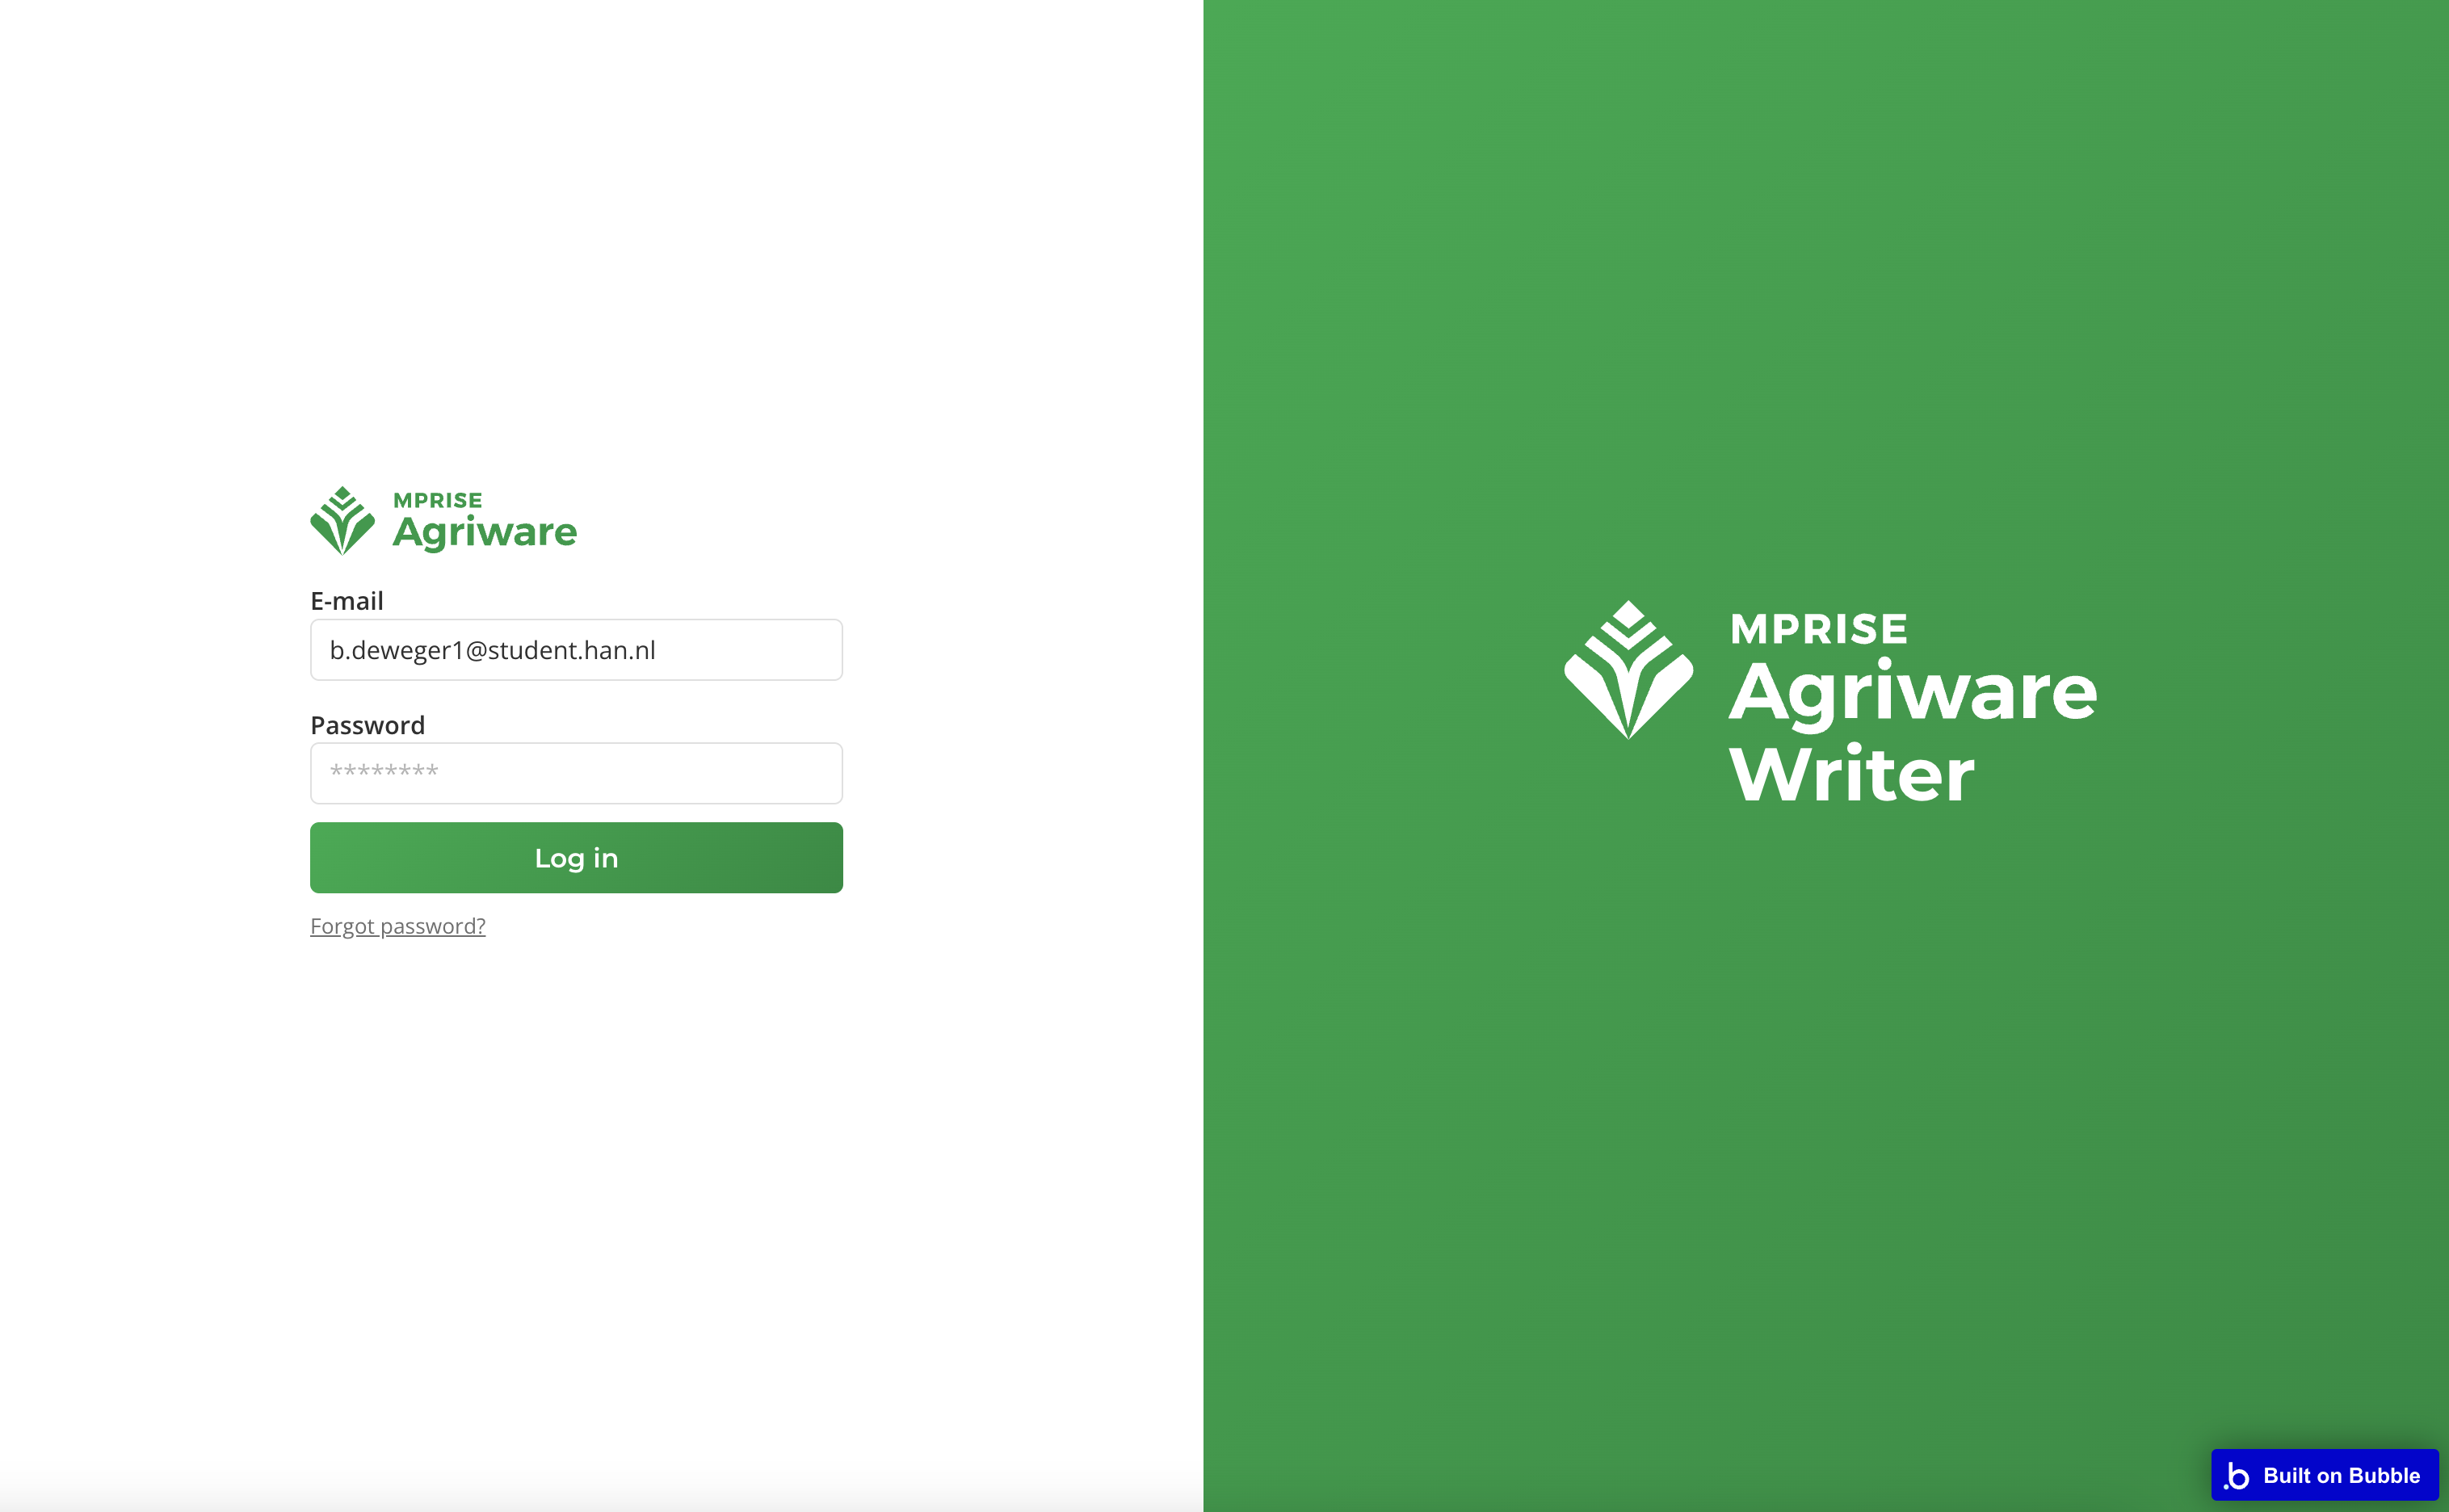 MPRISE
Agriware
E-mail
b.deweger1@student.han.nl
Password
********
Log in
Forgot password?
MPRISE
Agriware
Writer
Built on Bubble